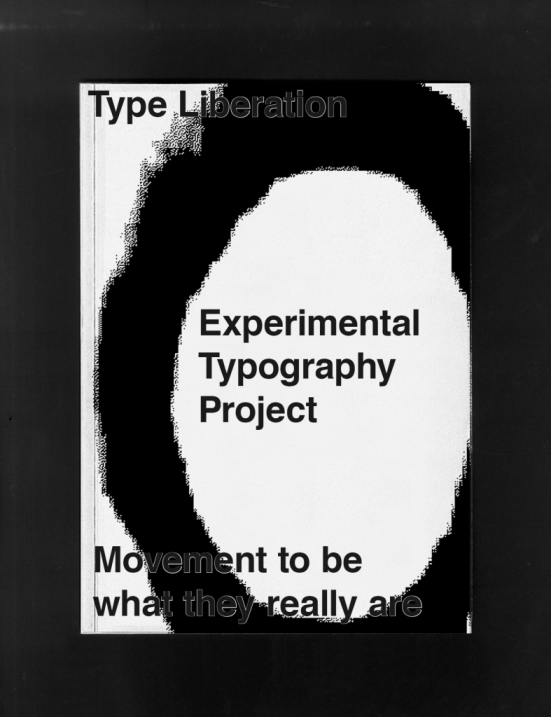 Type Liberation
Experimental
Typography
Project
Movement to be
what they really are